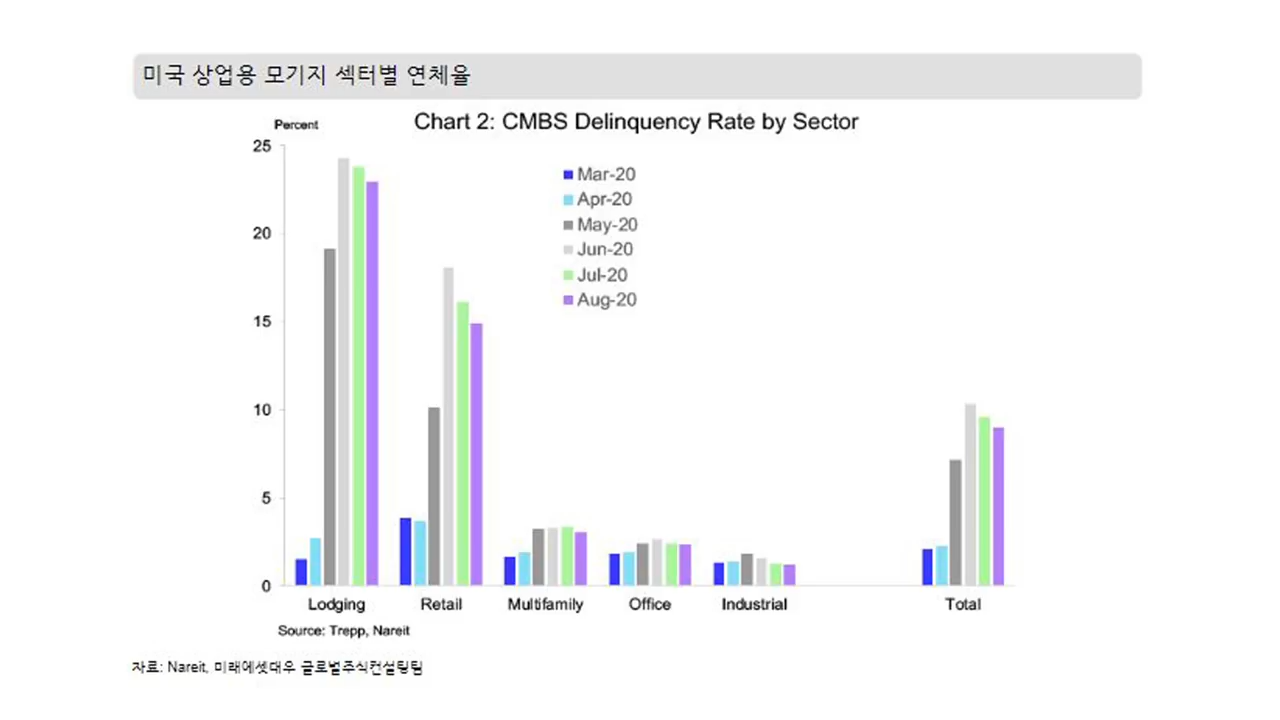 미국 상업용 모기지 섹터별 연체율
Chart 2: CMBS Delinquency Rate by Sector
Percent
25
20
15
10
5
0
Mar-20
Apr-20
May-20
Jun-20
Jul-20
Aug-20
Lodging Retail Multifamily Office Industrial Total
Source: Trepp, Nareit
자료: Nareit, 미래에셋대우 글로벌주식컨설팅팀